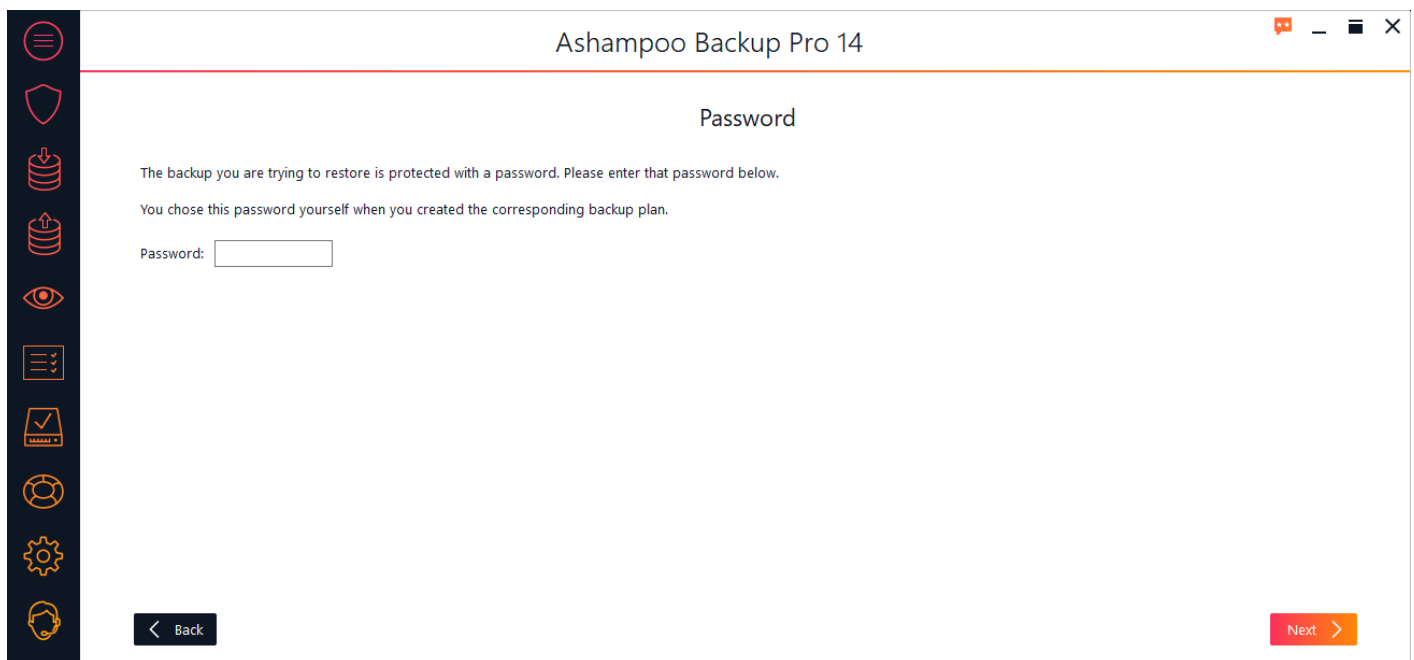 Ashampoo Backup Pro 14
Password
The backup you are trying to restore is protected with a password. Please enter that password below.
You chose this password yourself when you created the corresponding backup plan.
Password:
Back
Next